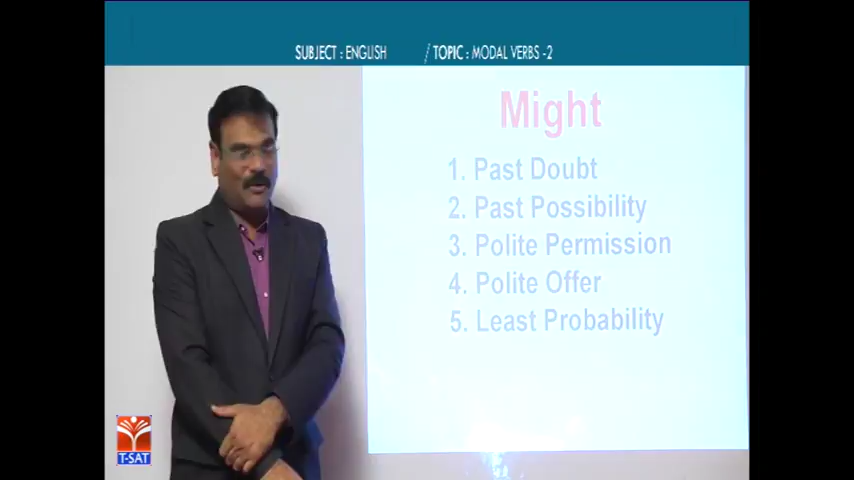 SUBJECT : ENGLISH / TOPIC : MODAL VERBS -2
Might
1. Past Doubt
2. Past Possibility
3. Polite Permission
4. Polite Offer
5. Least Probability
T-SAT